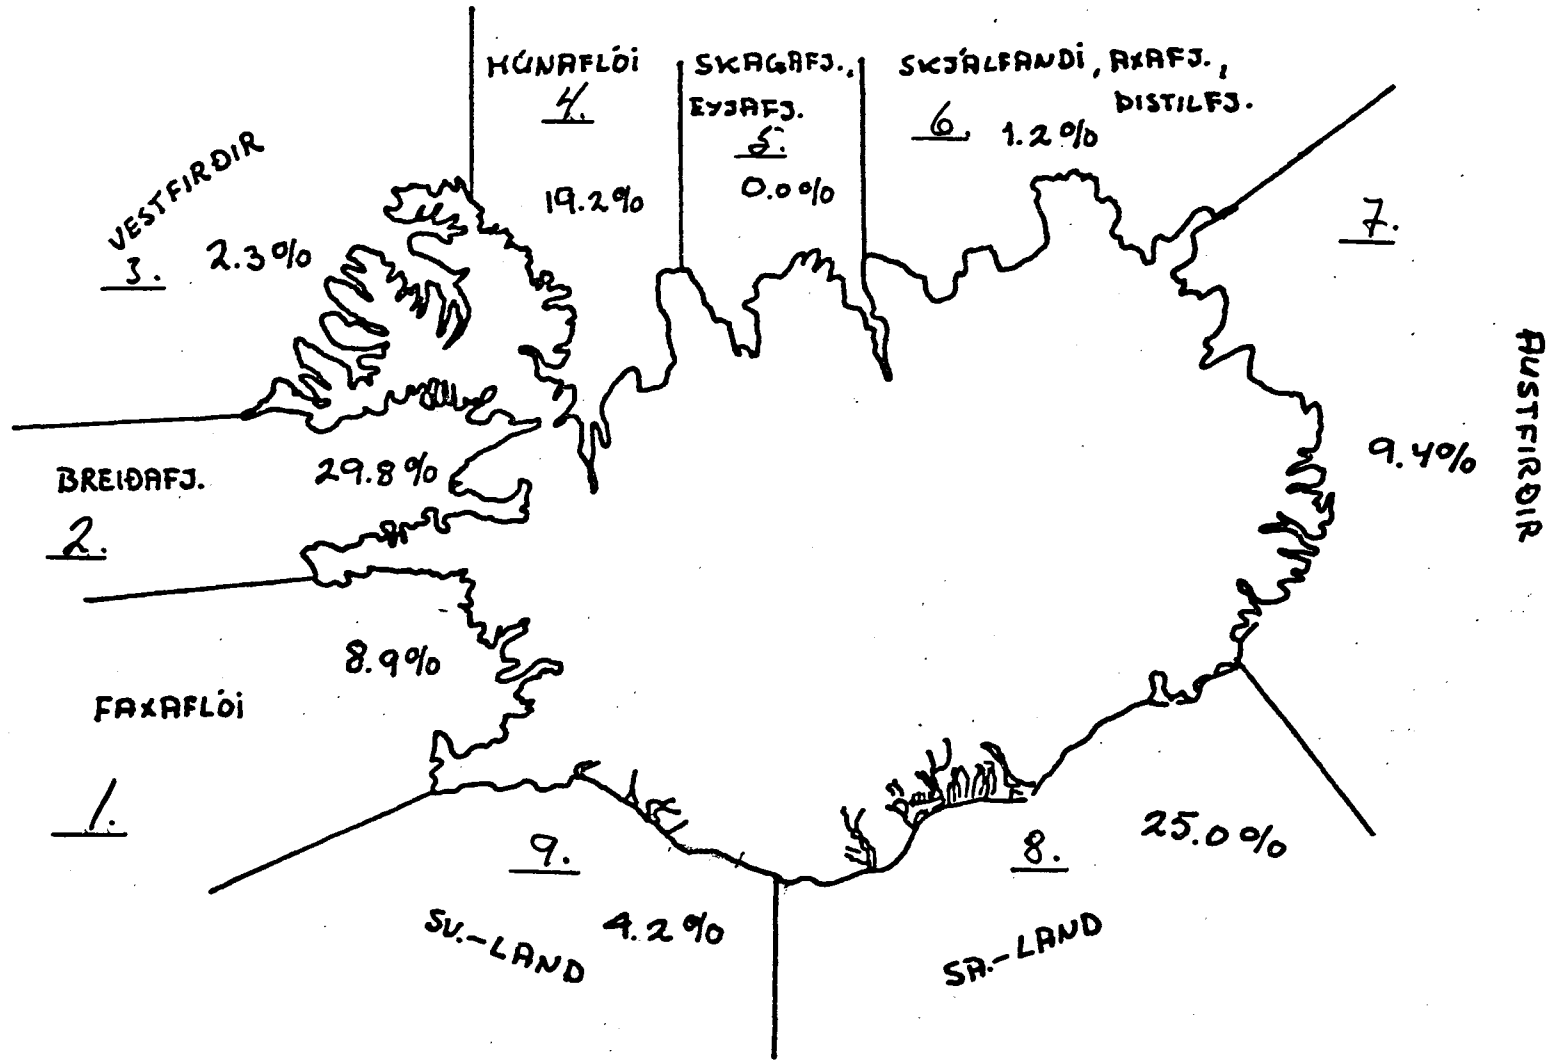 HÚNAFLÓI
4.
19.2%
SKAGAFJ.,
EYJAFJ.
5.
0.0%
SKJÁLFANDI, AXAFJ.,
ÞISTILFJ.
6. 1.2%
VESTFIRÐIR
3. 2.3%
7.
AUSTFIRÐIR
9.4%
BREIÐAFJ. 29.8%
2.
8.9%
FAXAFLÓI
1.
9.
SV.-LAND 4.2%
8. 25.0%
SA.-LAND